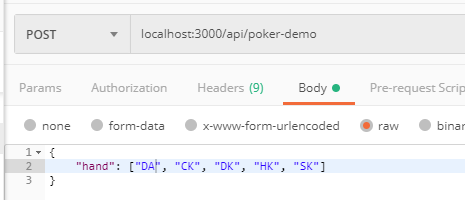 POST localhost:3000/api/poker-demo
Params Authorization Headers (9) Body Pre-request Scrip
none form-data x-www-form-urlencoded raw binar
1 {
2 "hand": ["DA", "CK", "DK", "HK", "SK"]
3 }